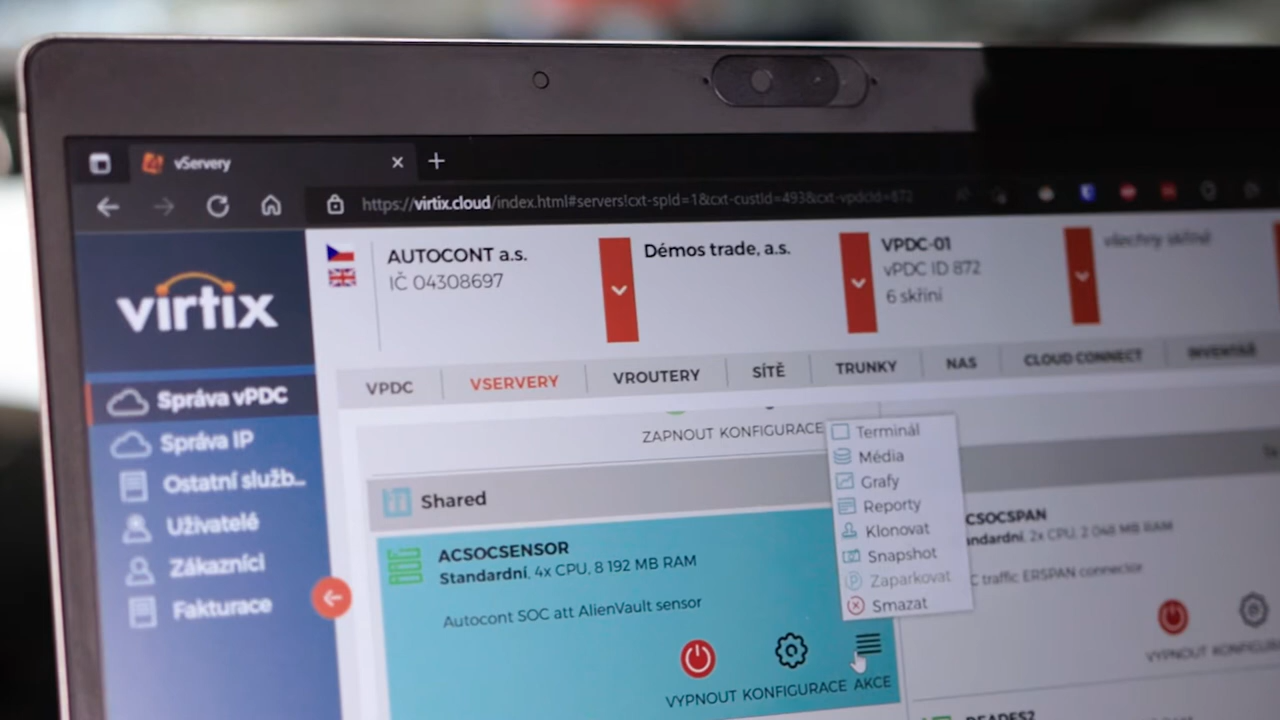 vServery
https://virtix.cloud/index.html#servers!cxt-spId=1&cxt-custId=493&cxt-vpdcId=872
virtix
AUTOCONT a.s.
IČ 04308697
Démos trade, a.s.
VPDC-01
vPDC ID 872
6 skříní
všechny skříně
VPDC
VSERVERY
VROUTERY
SÍTĚ
TRUNKY
NAS
CLOUD CONNECT
INVENTÁŘ
Správa vPDC
Správa IP
Ostatní služb...
Uživatelé
Zákazníci
Fakturace
ZAPNOUT KONFIGURACE
Terminál
Média
Grafy
Reporty
Klonovat
Snapshot
Zaparkovat
Smazat
Shared
ACSOCSENSOR
Standardní, 4x CPU, 8 192 MB RAM
Autocont SOC att AlienVault sensor
VYPNOUT KONFIGURACE AKCE
CSOCSPAN
andardní, 2x CPU, 2 048 MB RAM
C traffic ERSPAN connector
VYPNOUT KONFIGURA
READES2